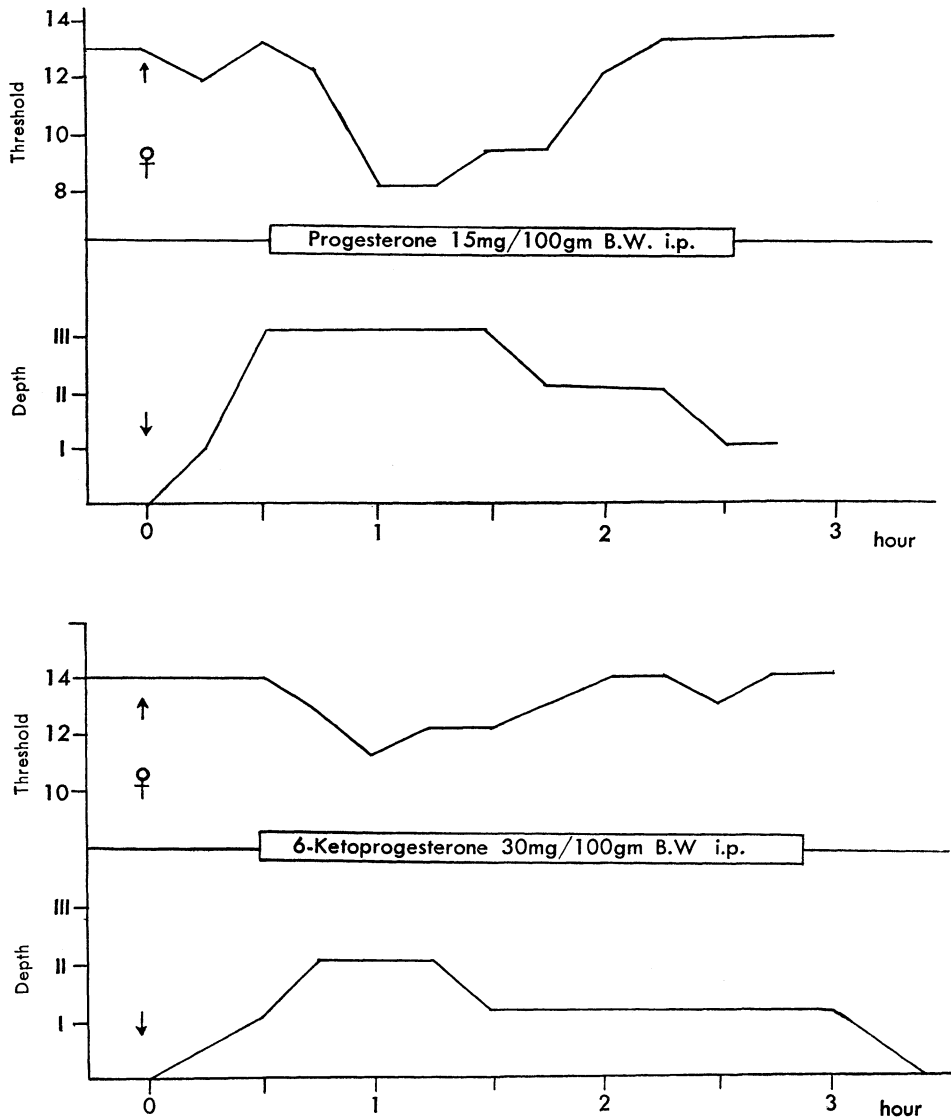 14
12
10
8
Threshold
♀
Progesterone 15mg/100gm B.W. i.p.
III
II
I
Depth
0 1 2 3
hour
14
12
10
Threshold
♀
6-Ketoprogesterone 30mg/100gm B.W i.p.
III
II
I
Depth
0 1 2 3
hour